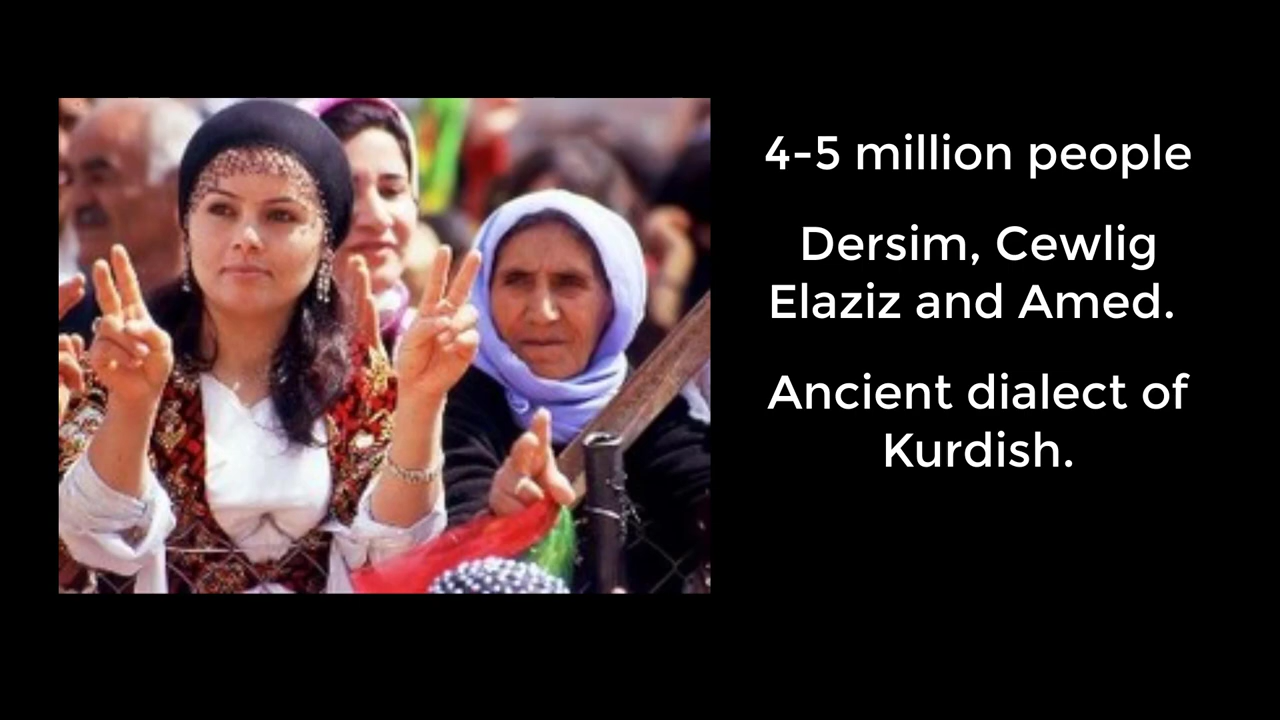 4-5 million people
Dersim, Cewlig
Elaziz and Amed.
Ancient dialect of
Kurdish.